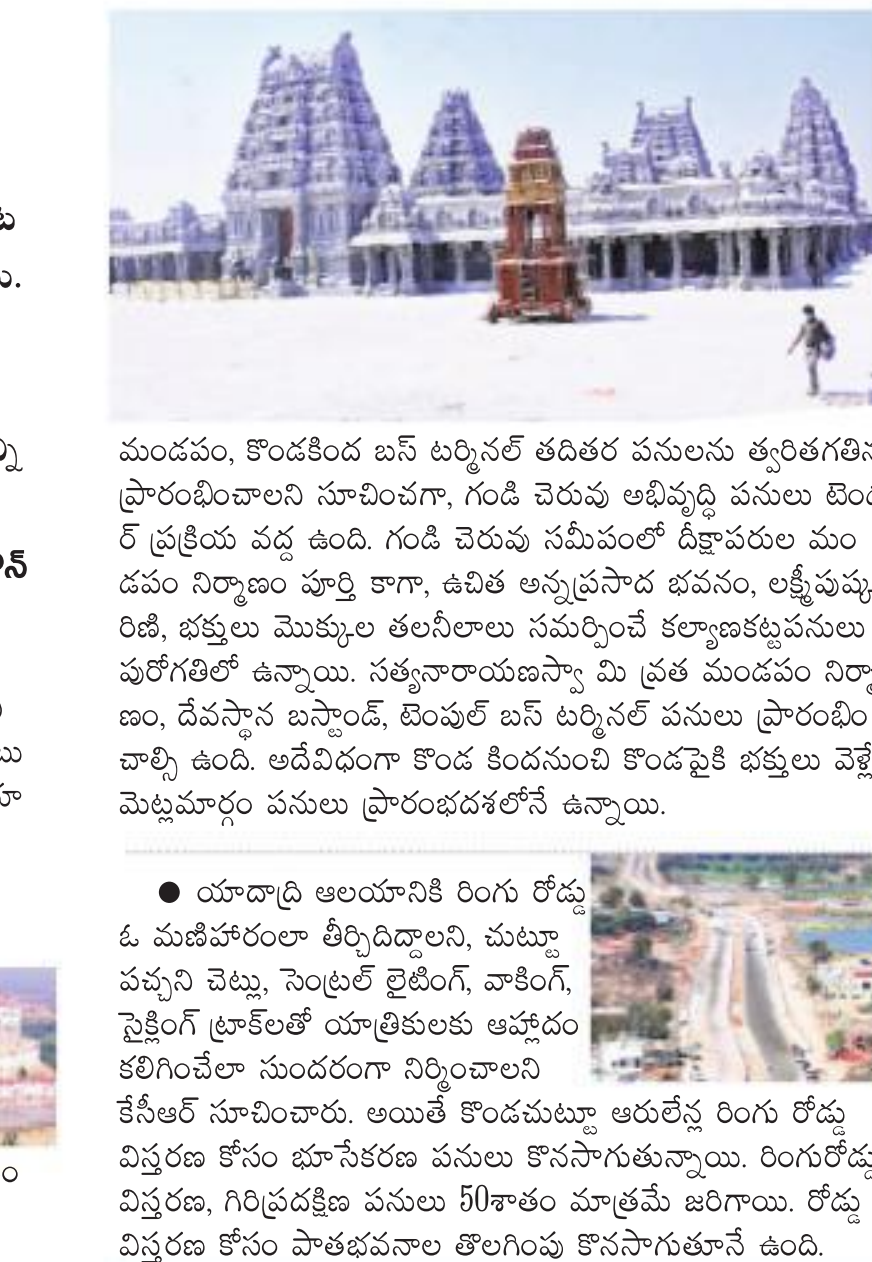 మండపం, కొండకింద బస్ టర్మినల్ తదితర పనులను
ప్రారంభించాలని సూచించగా, గండి చెరువు అభివృద్ధి పనులు
ర్ ప్రక్రియ వద్ద ఉంది. గండి చెరువు సమీపంలో దీక్షాపరుల మం
డపం నిర్మాణం పూర్తి కాగా, ఉచిత అన్నప్రసాద భవనం, లక్ష్మీపుష్క
రిణి, భక్తులు మొక్కుల తలనీలాలు సమర్పించే కల్యాణకట్టపనులు
పురోగతిలో ఉన్నాయి. సత్యనారాయణస్వా మి వ్రత మండపం నిర్మా
ణం, దేవస్థాన బస్టాండ్, టెంపుల్ బస్ టర్మినల్ పనులు ప్రారంభిం
చాల్సి ఉంది. అదేవిధంగా కొండ కిందనుంచి కొండపైకి భక్తులు వెళ్లే
మెట్లమార్గం పనులు ప్రారంభదశలోనే ఉన్నాయి.
● యాదాద్రి ఆలయానికి రింగు రోడ్డు
ఓ మణిహారంలా తీర్చిదిద్దాలని, చుట్టూ
పచ్చని చెట్లు, సెంట్రల్ లైటింగ్, వాకింగ్,
సైక్లింగ్ ట్రాక్‌లతో యాత్రికులకు ఆహ్లాదం
కలిగించేలా సుందరంగా నిర్మించాలని
కేసీఆర్ సూచించారు. అయితే కొండచుట్టూ ఆరులేన్ల రింగు రోడ్డు
విస్తరణ కోసం భూసేకరణ పనులు కొనసాగుతున్నాయి. రింగురోడ్డు
విస్తరణ, గిరిప్రదక్షిణ పనులు 50శాతం మాత్రమే జరిగాయి. రోడ్డు
విస్తరణ కోసం పాతభవనాల తొలగింపు కొనసాగుతూనే ఉంది.